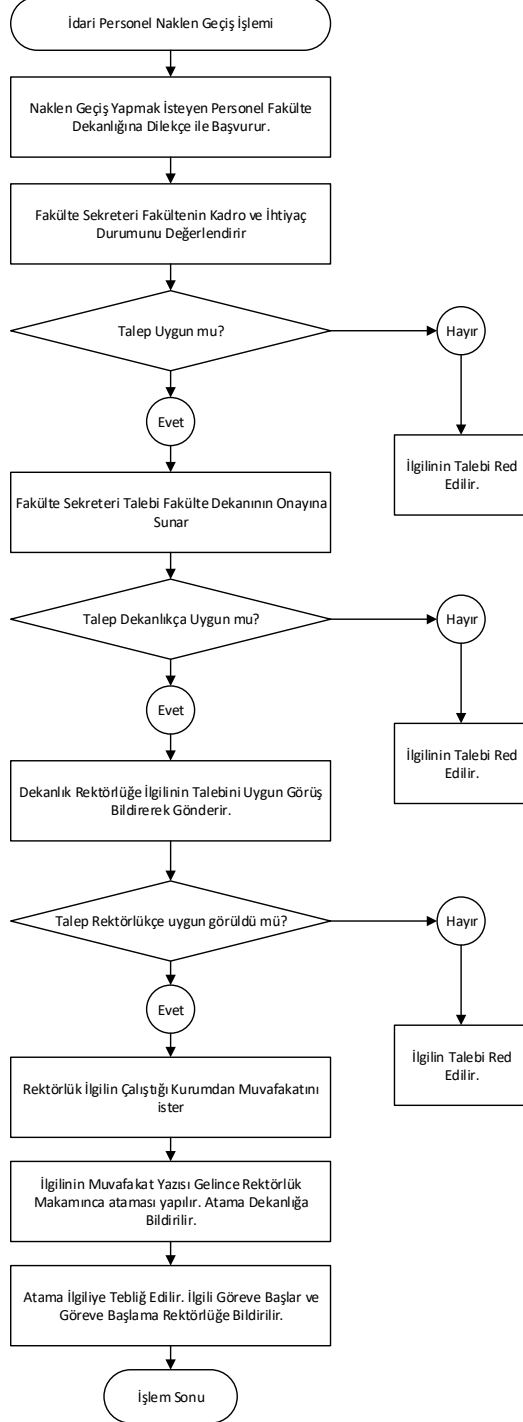 İdari Personel Naklen Geçiş İşlemi
Naklen Geçiş Yapmak İsteyen Personel Fakülte
Dekanlığına Dilekçe ile Başvurur.
Fakülte Sekreteri Fakültenin Kadro ve İhtiyaç
Durumunu Değerlendirir
Talep Uygun mu?
Hayır
Evet
İlgilinin Talebi Red
Edilir.
Fakülte Sekreteri Talebi Fakülte Dekanının Onayına
Sunar
Talep Dekanlıkça Uygun mu?
Hayır
Evet
İlgilinin Talebi Red
Edilir.
Dekanlık Rektörlüğe İlgilinin Talebini Uygun Görüş
Bildirerek Gönderir.
Talep Rektörlükçe uygun görüldü mü?
Hayır
Evet
İlgilin Talebi Red
Edilir.
Rektörlük İlgilin Çalıştığı Kurumdan Muvafakatını
ister
İlgilinin Muvafakat Yazısı Gelince Rektörlük
Makamınca ataması yapılır. Atama Dekanlığa
Bildirilir.
Atama İlgiliye Tebliğ Edilir. İlgili Göreve Başlar ve
Göreve Başlama Rektörlüğe Bildirilir.
İşlem Sonu